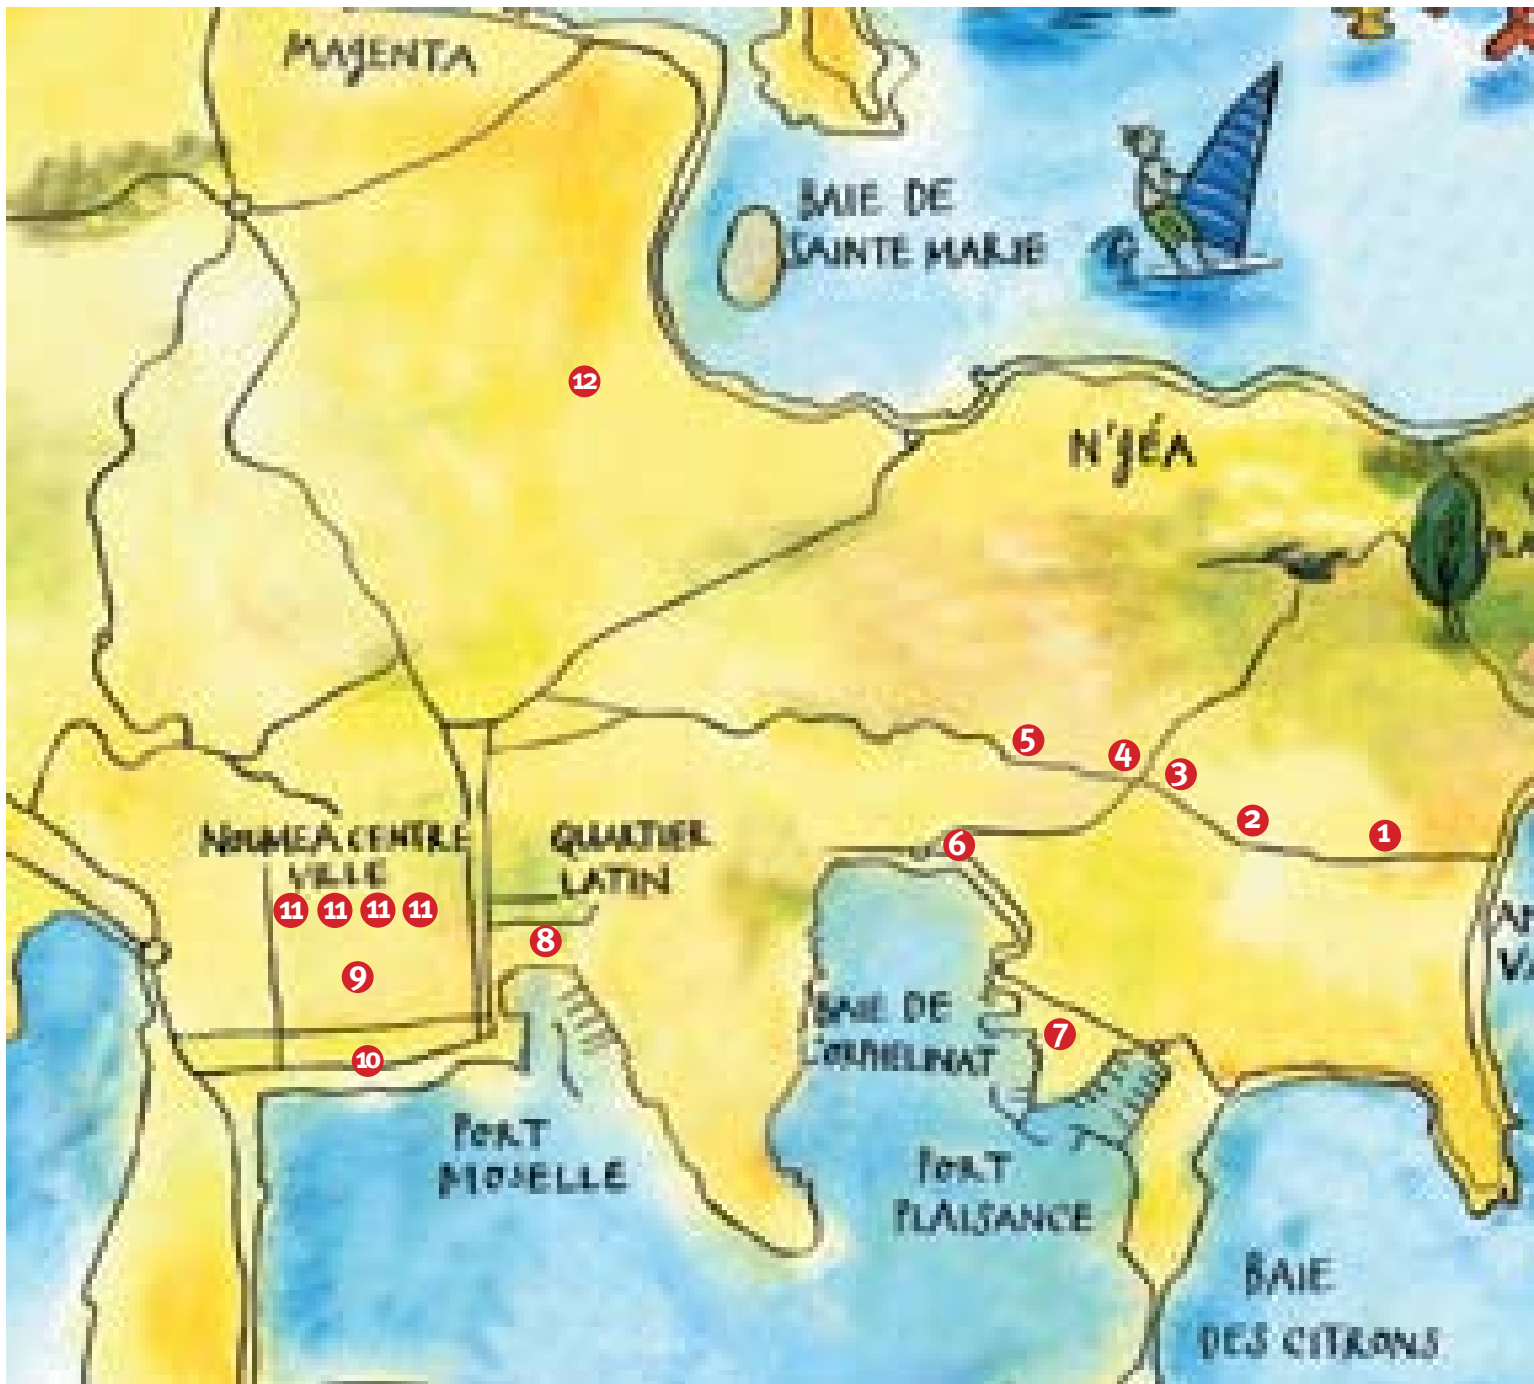 MAJENTA
BAIE DE
SAINTE MARIE
12
N'JÉA
5
4
3
2
1
6
NOUMEA CENTRE
VILLE
QUARTIER
LATIN
11 11 11 11
8
9
10
BAIE DE
L'ORPHELINAT
7
PORT
MOSELLE
PORT
PLAISANCE
BAIE
DES CITRONS